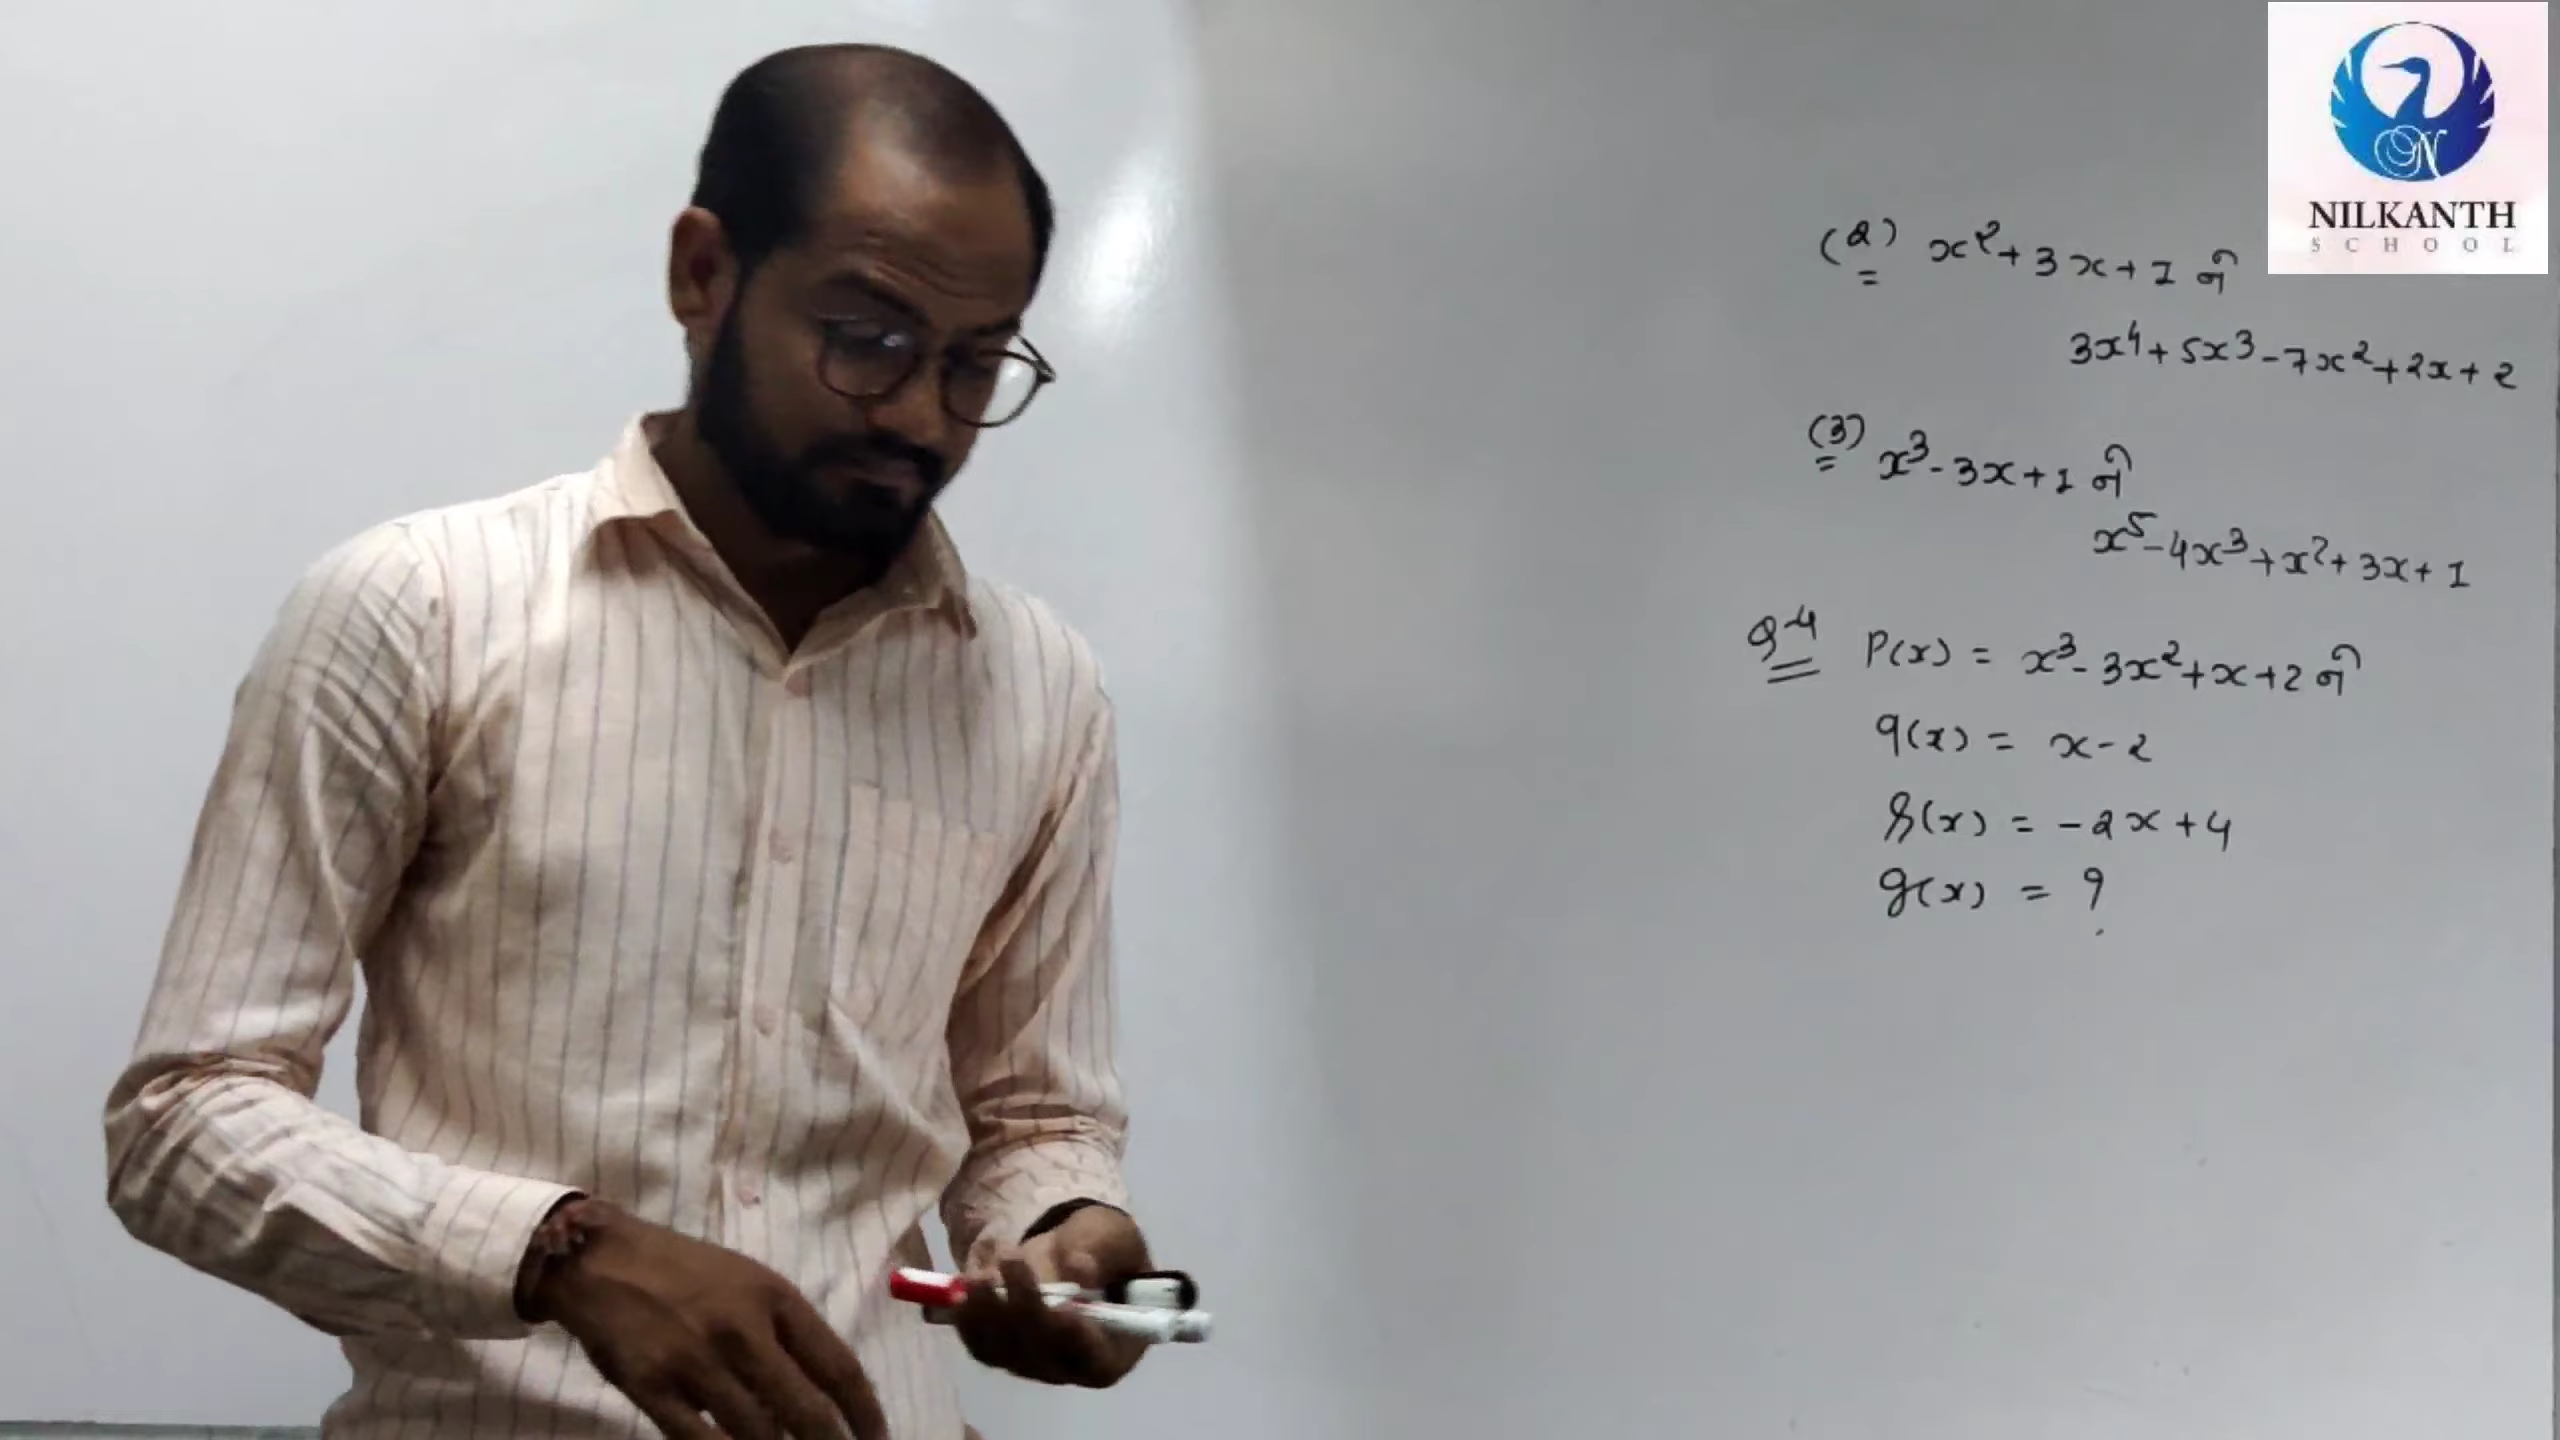 NILKANTH
SCHOOL
(2) x² + 3x + 1 ને
3x⁴ + 5x³ - 7x² + 2x + 2
(3) x³ - 3x + 1 ને
x⁵ - 4x³ + x² + 3x + 1
Q-4 P(x) = x³ - 3x² + x + 2 ને
q(x) = x - 2
r(x) = -2x + 4
g(x) = ?